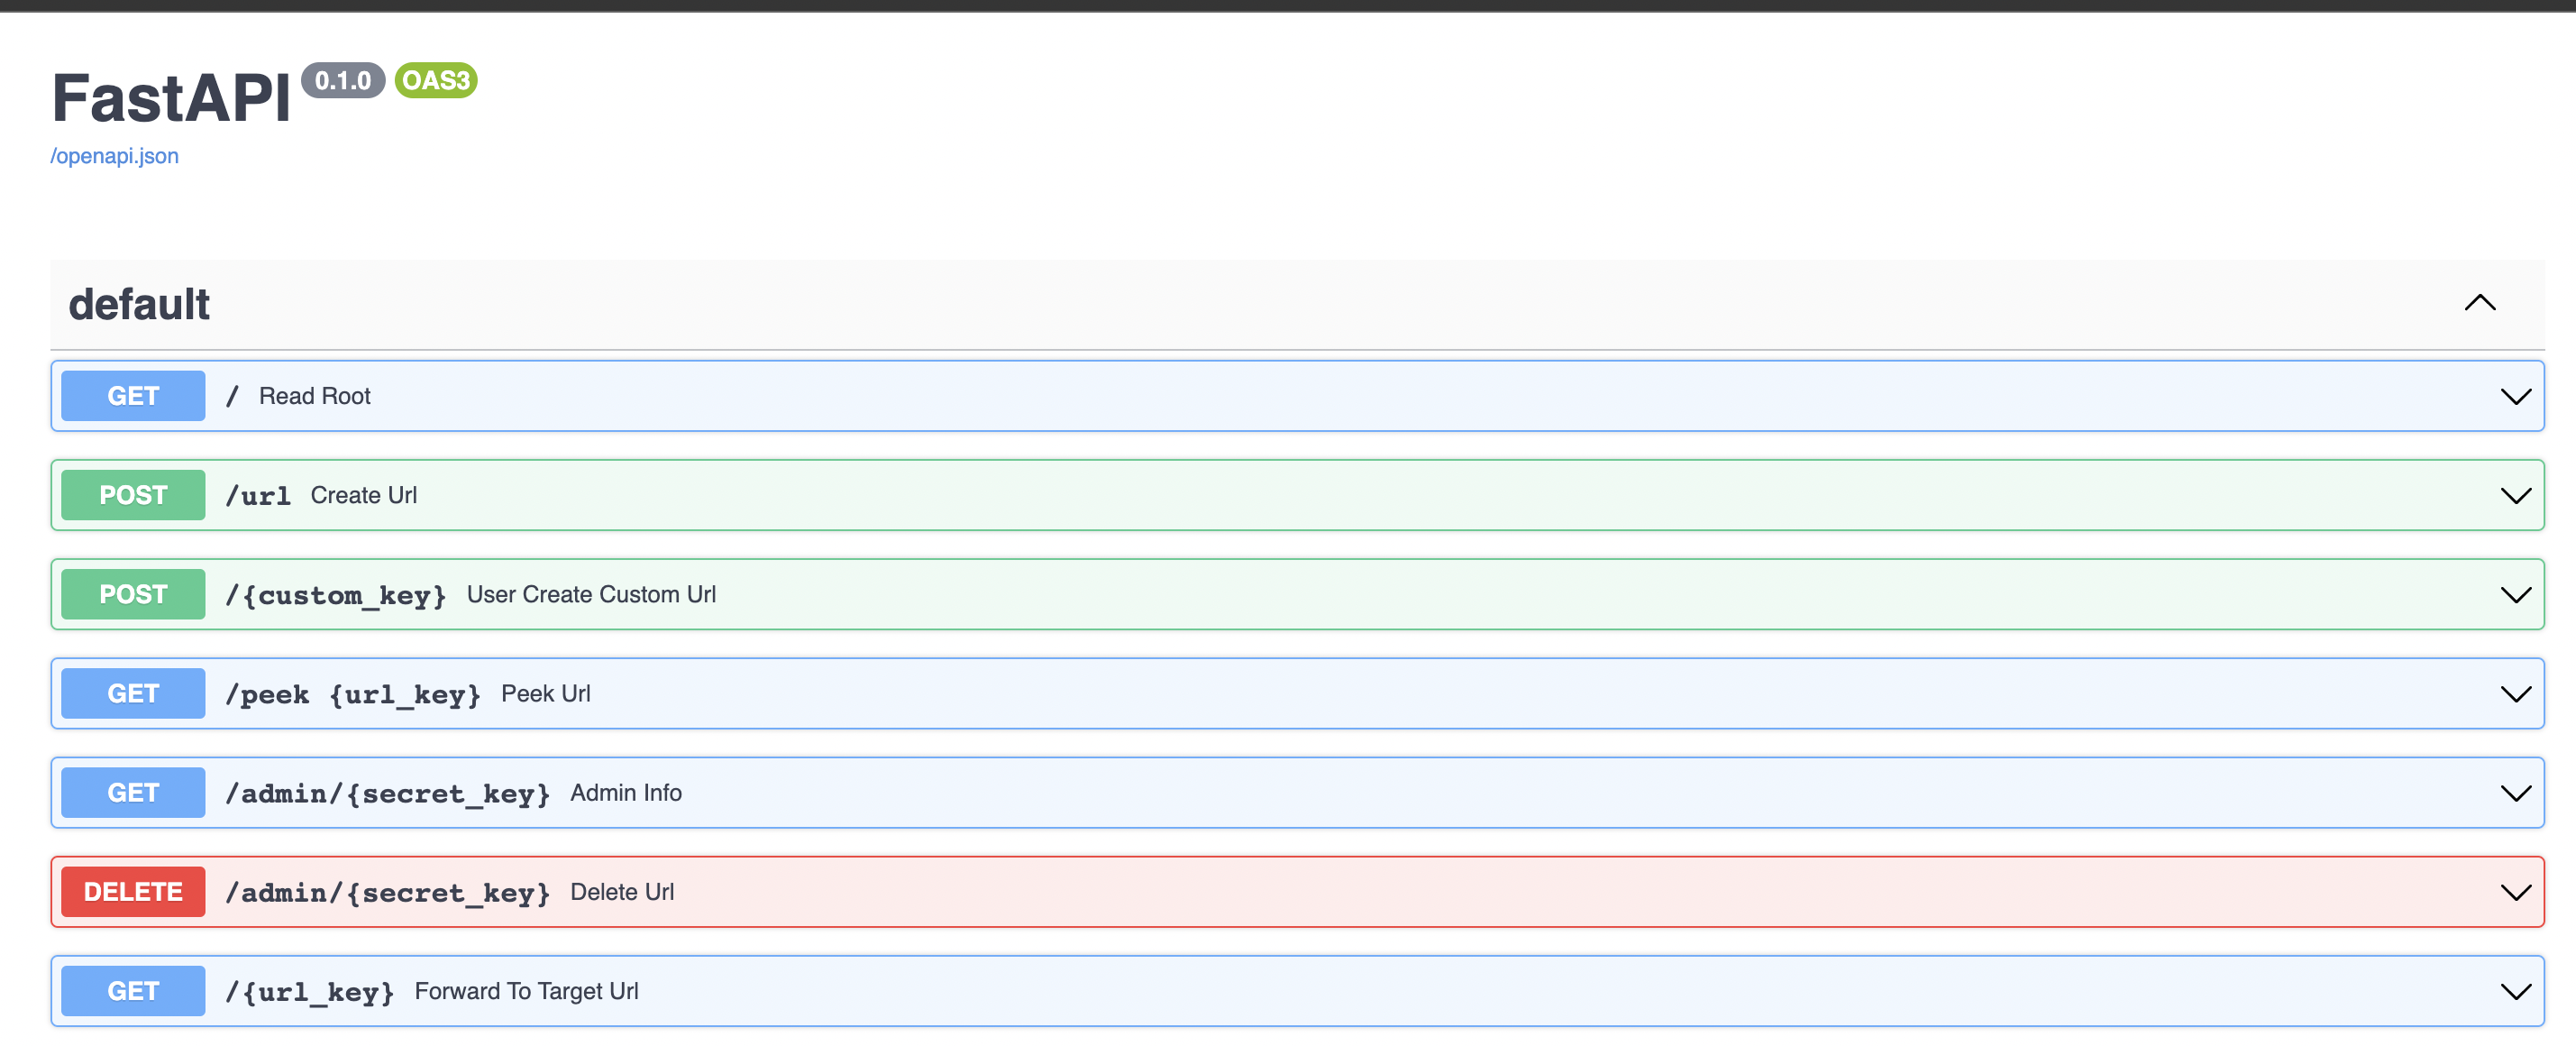 FastAPI 0.1.0 OAS3
/openapi.json
default
GET / Read Root
POST /url Create Url
POST /{custom_key} User Create Custom Url
GET /peek {url_key} Peek Url
GET /admin/{secret_key} Admin Info
DELETE /admin/{secret_key} Delete Url
GET /{url_key} Forward To Target Url